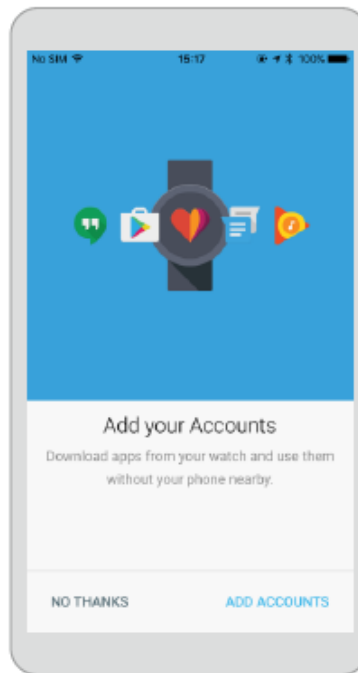 No SIM 15:17 100%
Add your Accounts
Download apps from your watch and use them
without your phone nearby.
NO THANKS ADD ACCOUNTS